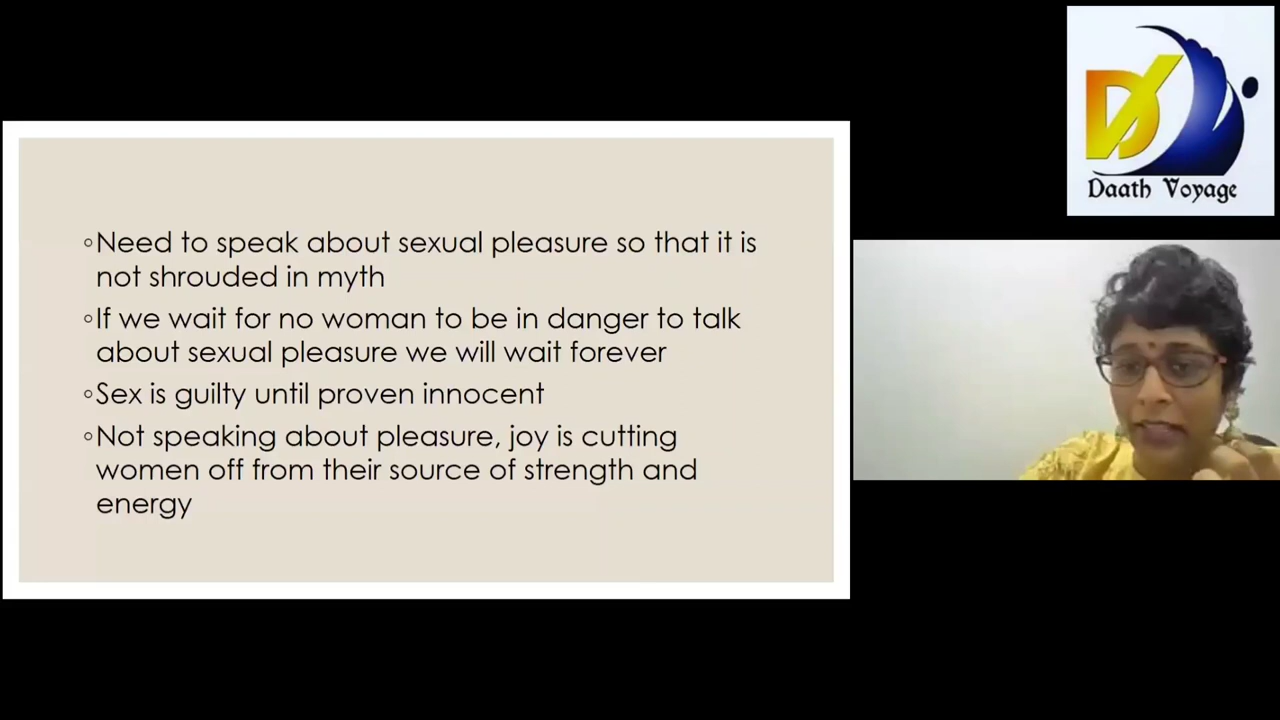 Daath Voyage
◦Need to speak about sexual pleasure so that it is
not shrouded in myth
◦If we wait for no woman to be in danger to talk
about sexual pleasure we will wait forever
◦Sex is guilty until proven innocent
◦Not speaking about pleasure, joy is cutting
women off from their source of strength and
energy